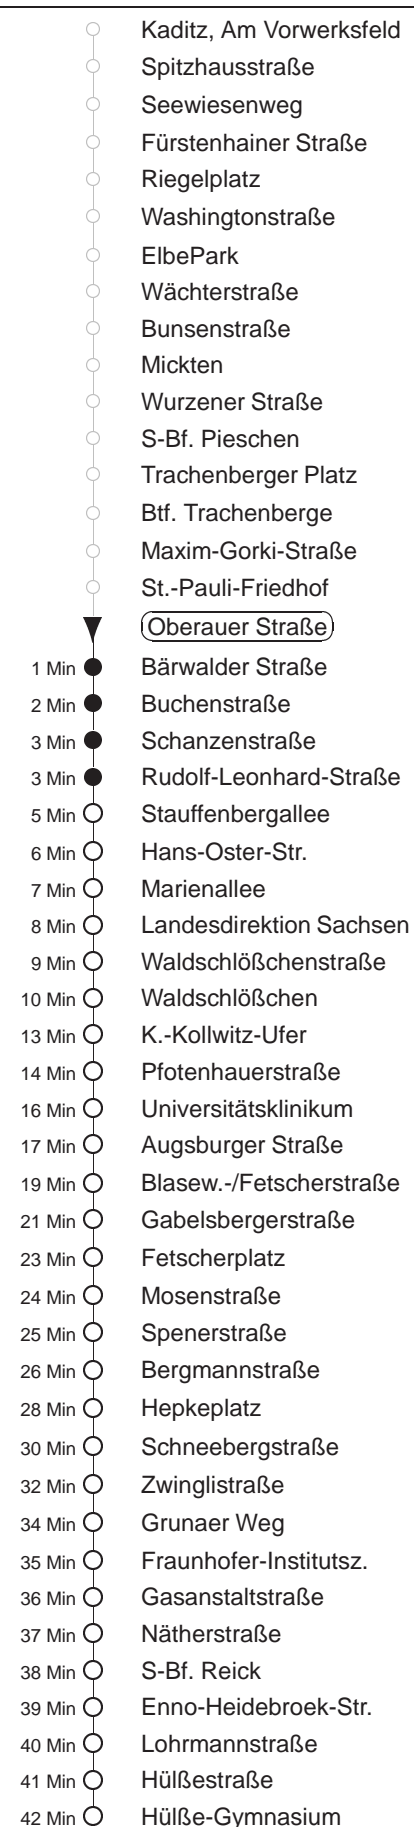 Kaditz, Am Vorwerksfeld
Spitzhausstraße
Seewiesenweg
Fürstenhainer Straße
Riegelplatz
Washingtonstraße
ElbePark
Wächterstraße
Bunsenstraße
Mickten
Wurzener Straße
S-Bf. Pieschen
Trachenberger Platz
Btf. Trachenberge
Maxim-Gorki-Straße
St.-Pauli-Friedhof
Oberauer Straße
1 Min Bärwalder Straße
2 Min Buchenstraße
3 Min Schanzenstraße
3 Min Rudolf-Leonhard-Straße
5 Min Stauffenbergallee
6 Min Hans-Oster-Str.
7 Min Marienallee
8 Min Landesdirektion Sachsen
9 Min Waldschlößchenstraße
10 Min Waldschlößchen
13 Min K.-Kollwitz-Ufer
14 Min Pfotenhauerstraße
16 Min Universitätsklinikum
17 Min Augsburger Straße
19 Min Blasew.-/Fetscherstraße
21 Min Gabelsbergerstraße
23 Min Fetscherplatz
24 Min Mosenstraße
25 Min Spenerstraße
26 Min Bergmannstraße
28 Min Hepkeplatz
30 Min Schneebergstraße
32 Min Zwinglistraße
34 Min Grunaer Weg
35 Min Fraunhofer-Institutsz.
36 Min Gasanstaltstraße
37 Min Nätherstraße
38 Min S-Bf. Reick
39 Min Enno-Heidebroek-Str.
40 Min Lohrmannstraße
41 Min Hülßestraße
42 Min Hülße-Gymnasium